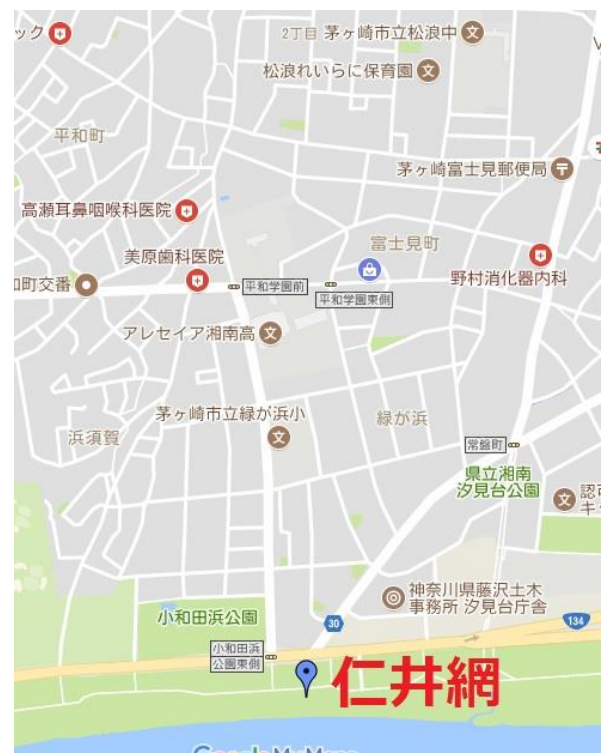 ック
2丁目 茅ヶ崎市立松浪中
松浪れいらに保育園
平和町
茅ヶ崎富士見郵便局
高瀬耳鼻咽喉科医院
富士見町
美原歯科医院
野村消化器内科
口町交番
平和学園前
平和学園東側
アレセイア湘南高
茅ヶ崎市立緑が浜小
緑が浜
浜須賀
常盤町
県立湘南
汐見台公園
認可
キッ
神奈川県藤沢土木
事務所 汐見台庁舎
小和田浜公園
30
134
小和田浜
公園東側
仁井網